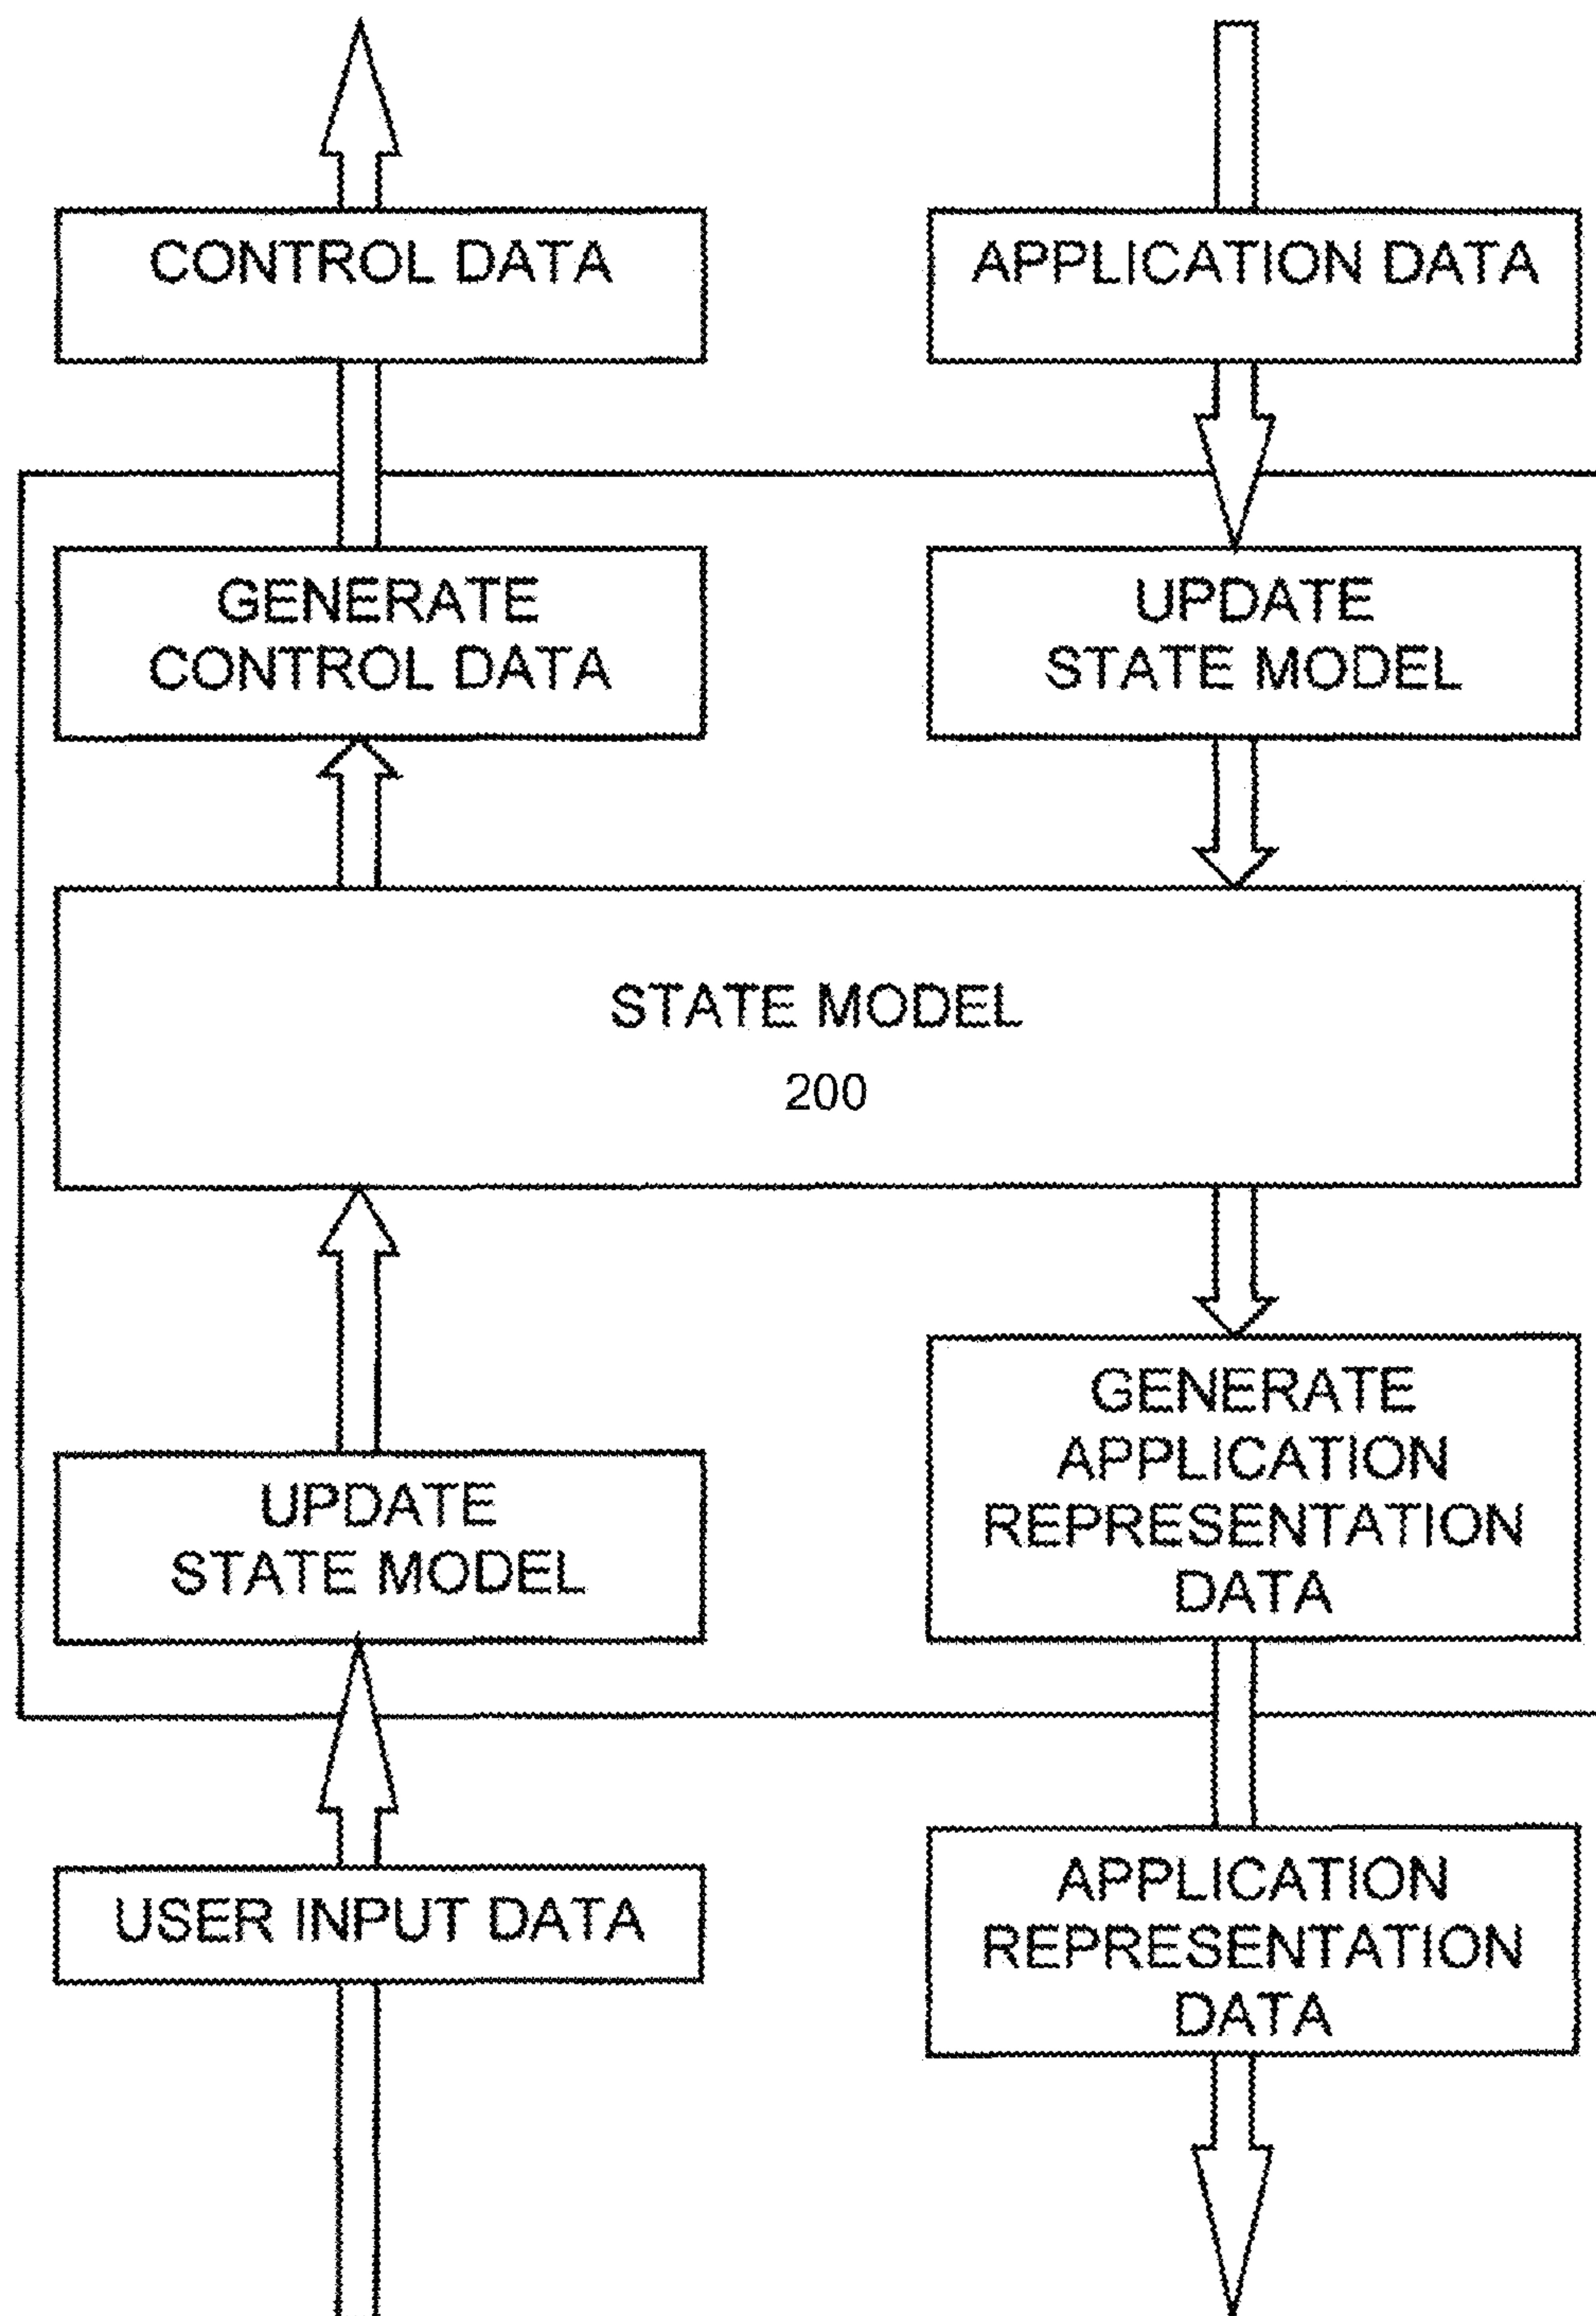 CONTROL DATA
APPLICATION DATA
GENERATE
CONTROL DATA
UPDATE
STATE MODEL
STATE MODEL
200
UPDATE
STATE MODEL
GENERATE
APPLICATION
REPRESENTATION
DATA
USER INPUT DATA
APPLICATION
REPRESENTATION
DATA